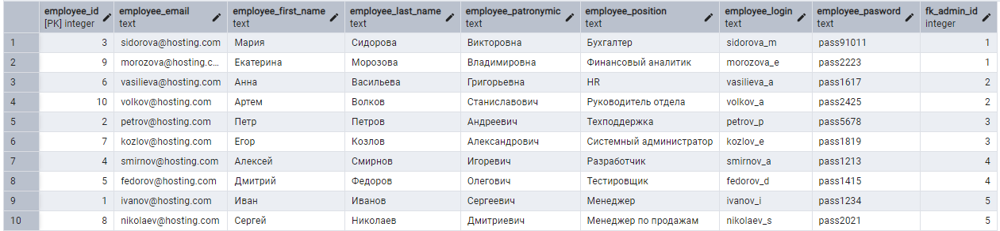 employee_id employee_email employee_first_name employee_last_name employee_patronymic employee_position employee_login employee_pasword fk_admin_id
[PK] integer text text text text text text text integer
1 3 sidorova@hosting.com Мария Сидорова Викторовна Бухгалтер sidorova_m pass91011 1
2 9 morozova@hosting.c... Екатерина Морозова Владимировна Финансовый аналитик morozova_e pass2223 1
3 6 vasilieva@hosting.com Анна Васильева Григорьевна HR vasilieva_a pass1617 2
4 10 volkov@hosting.com Артем Волков Станиславович Руководитель отдела volkov_a pass2425 2
5 2 petrov@hosting.com Петр Петров Андреевич Техподдержка petrov_p pass5678 3
6 7 kozlov@hosting.com Егор Козлов Александрович Системный администратор kozlov_e pass1819 3
7 4 smirnov@hosting.com Алексей Смирнов Игоревич Разработчик smirnov_a pass1213 4
8 5 fedorov@hosting.com Дмитрий Федоров Олегович Тестировщик fedorov_d pass1415 4
9 1 ivanov@hosting.com Иван Иванов Сергеевич Менеджер ivanov_i pass1234 5
10 8 nikolaev@hosting.com Сергей Николаев Дмитриевич Менеджер по продажам nikolaev_s pass2021 5